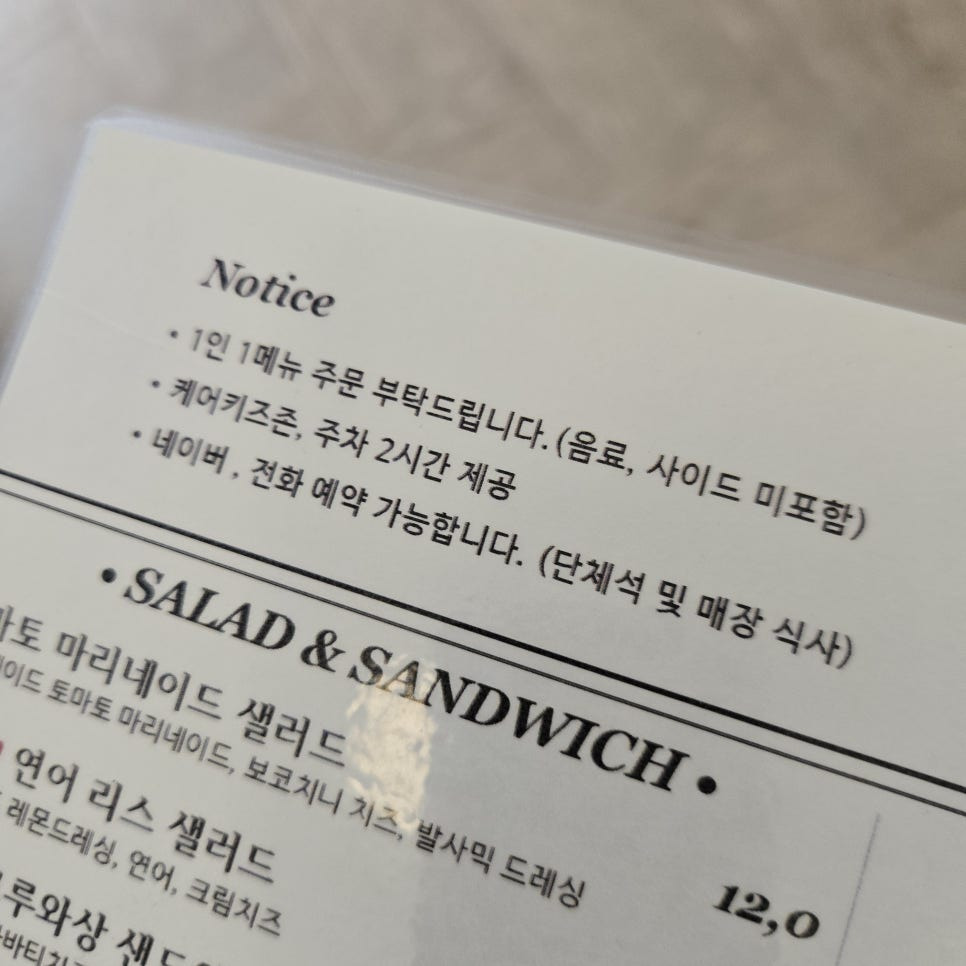 Notice
• 1인 1메뉴 주문 부탁드립니다. (음료, 사이드 미포함)
• 케어키즈존, 주차 2시간 제공
• 네이버, 전화 예약 가능합니다. (단체석 및 매장 식사)
• SALAD & SANDWICH •
마리네이드 샐러드
토마토 마리네이드, 보코치니 치즈, 발사믹 드레싱
12,0
연어 리스 샐러드
레몬드레싱, 연어, 크림치즈